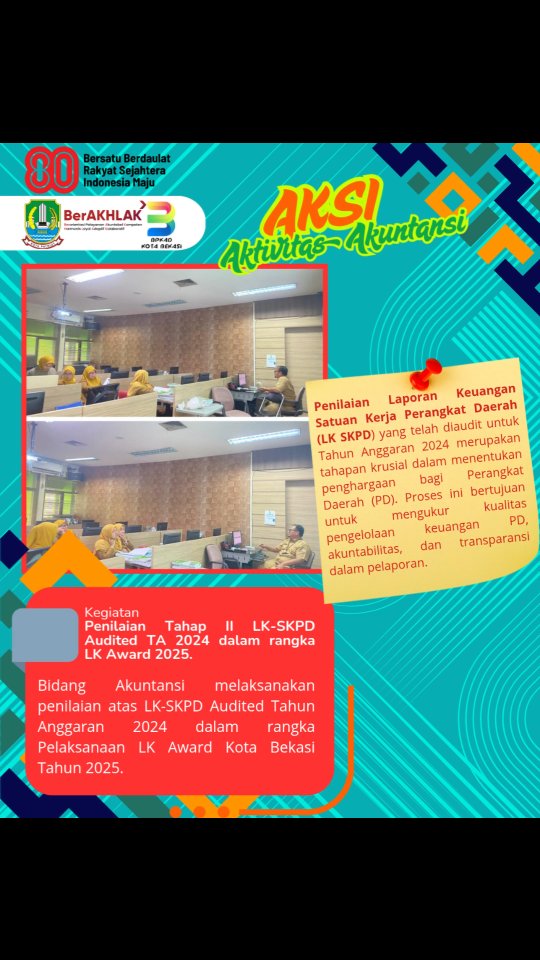 80 Bersatu Berdaulat
Rakyat Sejahtera
Indonesia Maju
BerAKHLAK
BPKAD
KOTA BEKASI
AKSI
Aktivitas Akuntansi
Penilaian Laporan Keuangan
Satuan Kerja Perangkat Daerah
(LK SKPD) yang telah diaudit untuk
Tahun Anggaran 2024 merupakan
tahapan krusial dalam menentukan
penghargaan bagi Perangkat
Daerah (PD). Proses ini bertujuan
untuk mengukur kualitas
pengelolaan keuangan PD,
akuntabilitas, dan transparansi
dalam pelaporan.
Kegiatan
Penilaian Tahap II LK-SKPD
Audited TA 2024 dalam rangka
LK Award 2025.
Bidang Akuntansi melaksanakan
penilaian atas LK-SKPD Audited Tahun
Anggaran 2024 dalam rangka
Pelaksanaan LK Award Kota Bekasi
Tahun 2025.